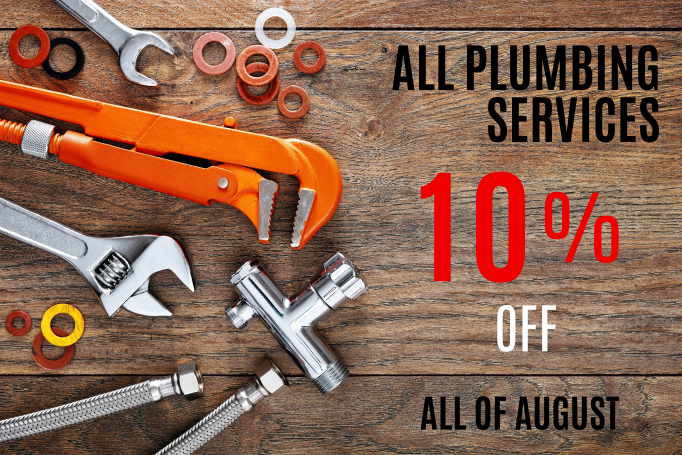 ALL PLUMBING
SERVICES
10%
OFF
ALL OF AUGUST